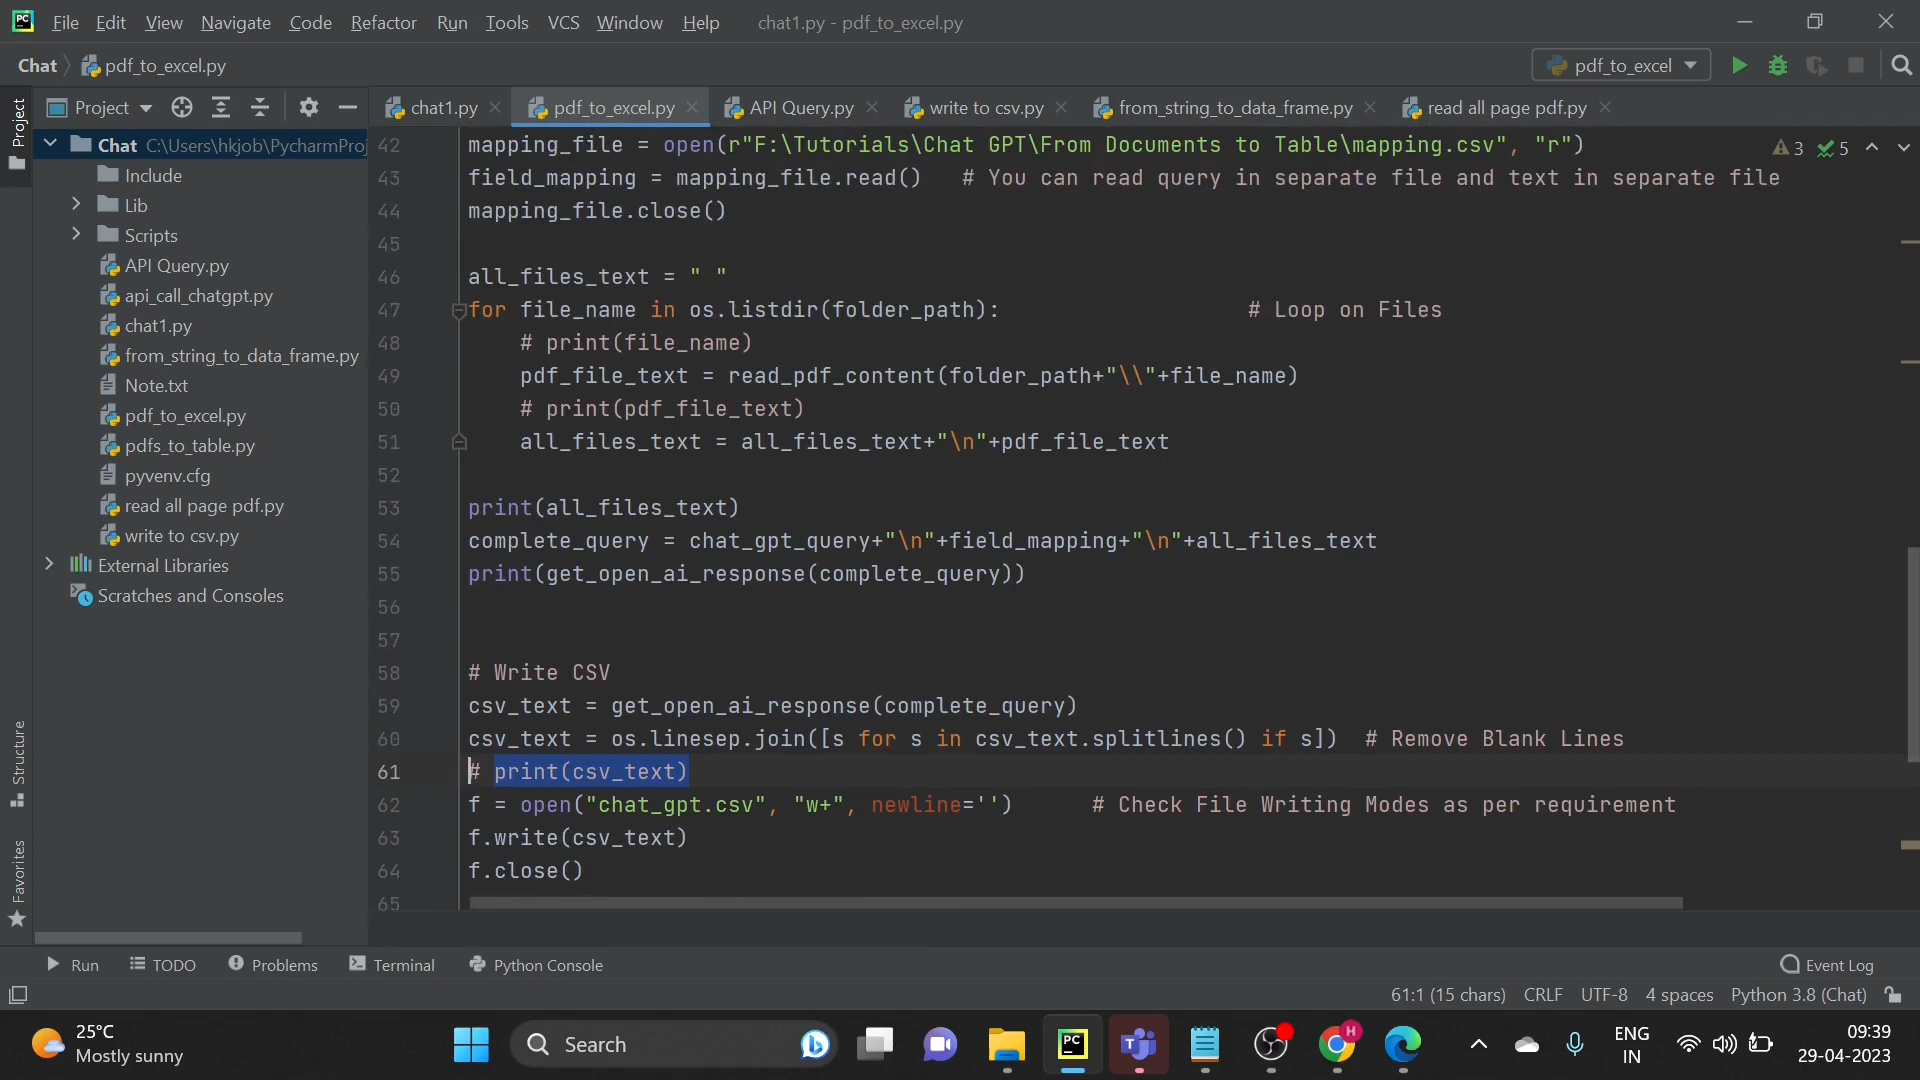 PC File Edit View Navigate Code Refactor Run Tools VCS Window Help chat1.py - pdf_to_excel.py
Chat pdf_to_excel.py pdf_to_excel
Project chat1.py pdf_to_excel.py API Query.py write to csv.py from_string_to_data_frame.py read all page pdf.py
Project
Chat C:\Users\hkjob\PycharmProj
Include
Lib
Scripts
API Query.py
api_call_chatgpt.py
chat1.py
from_string_to_data_frame.py
Note.txt
pdf_to_excel.py
pdfs_to_table.py
pyvenv.cfg
read all page pdf.py
write to csv.py
External Libraries
Scratches and Consoles
Structure
Favorites
42 mapping_file = open(r"F:\Tutorials\Chat GPT\From Documents to Table\mapping.csv", "r")
3 5
43 field_mapping = mapping_file.read() # You can read query in separate file and text in separate file
44 mapping_file.close()
45
46 all_files_text = " "
47 for file_name in os.listdir(folder_path): # Loop on Files
48 # print(file_name)
49 pdf_file_text = read_pdf_content(folder_path+"\\"+file_name)
50 # print(pdf_file_text)
51 all_files_text = all_files_text+"\n"+pdf_file_text
52
53 print(all_files_text)
54 complete_query = chat_gpt_query+"\n"+field_mapping+"\n"+all_files_text
55 print(get_open_ai_response(complete_query))
56
57
58 # Write CSV
59 csv_text = get_open_ai_response(complete_query)
60 csv_text = os.linesep.join([s for s in csv_text.splitlines() if s]) # Remove Blank Lines
61 # print(csv_text)
62 f = open("chat_gpt.csv", "w+", newline='') # Check File Writing Modes as per requirement
63 f.write(csv_text)
64 f.close()
65
Run TODO Problems Terminal Python Console Event Log
61:1 (15 chars) CRLF UTF-8 4 spaces Python 3.8 (Chat)
25°C
Mostly sunny
Search
PC
T
H
ENG
IN
09:39
29-04-2023